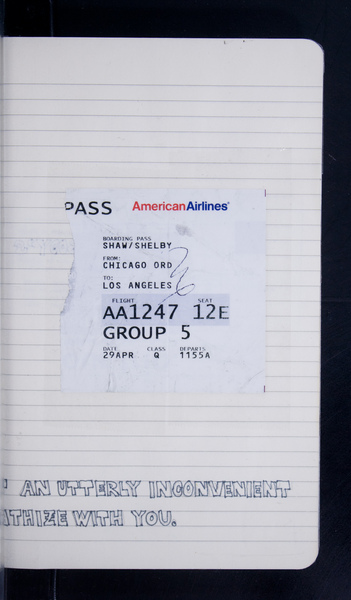 PASS AmericanAirlines
BOARDING PASS
SHAW/SHELBY
FROM:
CHICAGO ORD
TO:
LOS ANGELES
FLIGHT SEAT
AA1247 12E
GROUP 5
DATE CLASS DEPARTS
29APR Q 1155A
AN UTTERLY INCONVENIENT
THIZE WITH YOU.